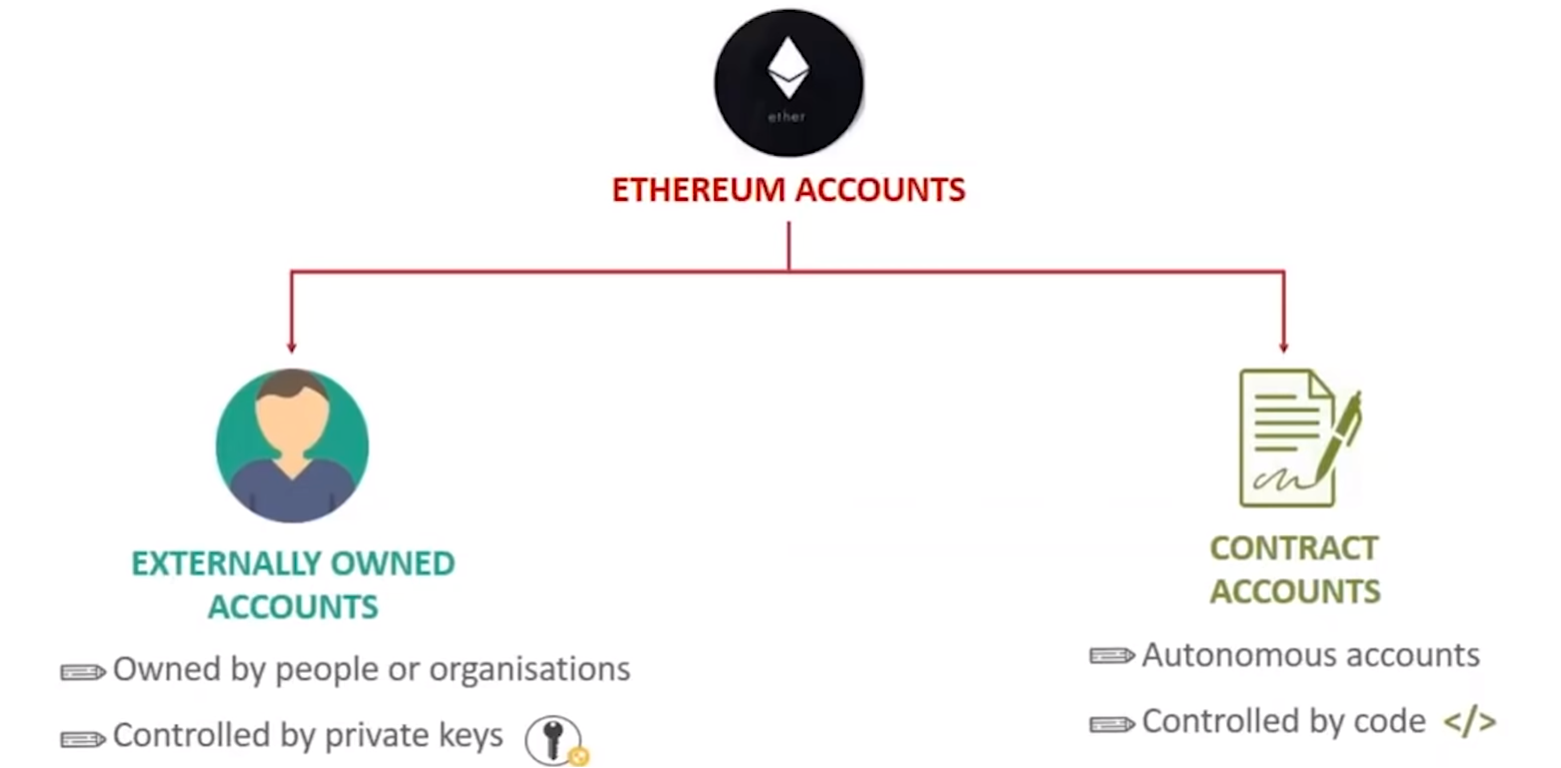 ether
ETHEREUM ACCOUNTS
EXTERNALLY OWNED
ACCOUNTS
Owned by people or organisations
Controlled by private keys
CONTRACT
ACCOUNTS
Autonomous accounts
Controlled by code </>